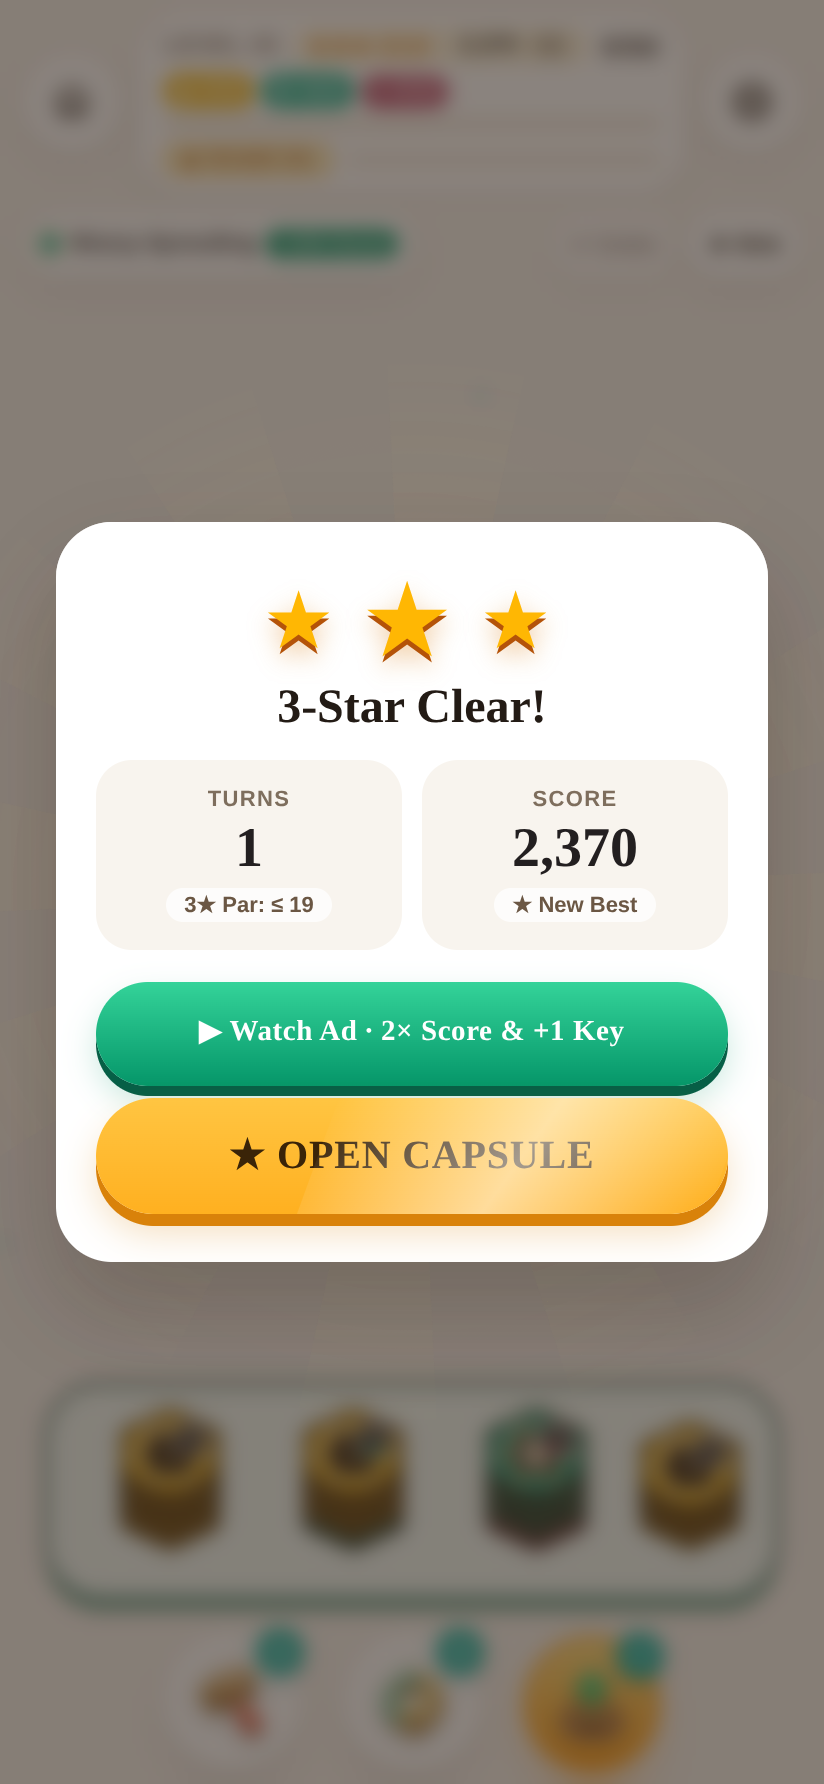 3-Star Clear!
TURNS
1
3★ Par: ≤ 19
SCORE
2,370
★ New Best
▶ Watch Ad · 2× Score & +1 Key
★ OPEN CAPSULE